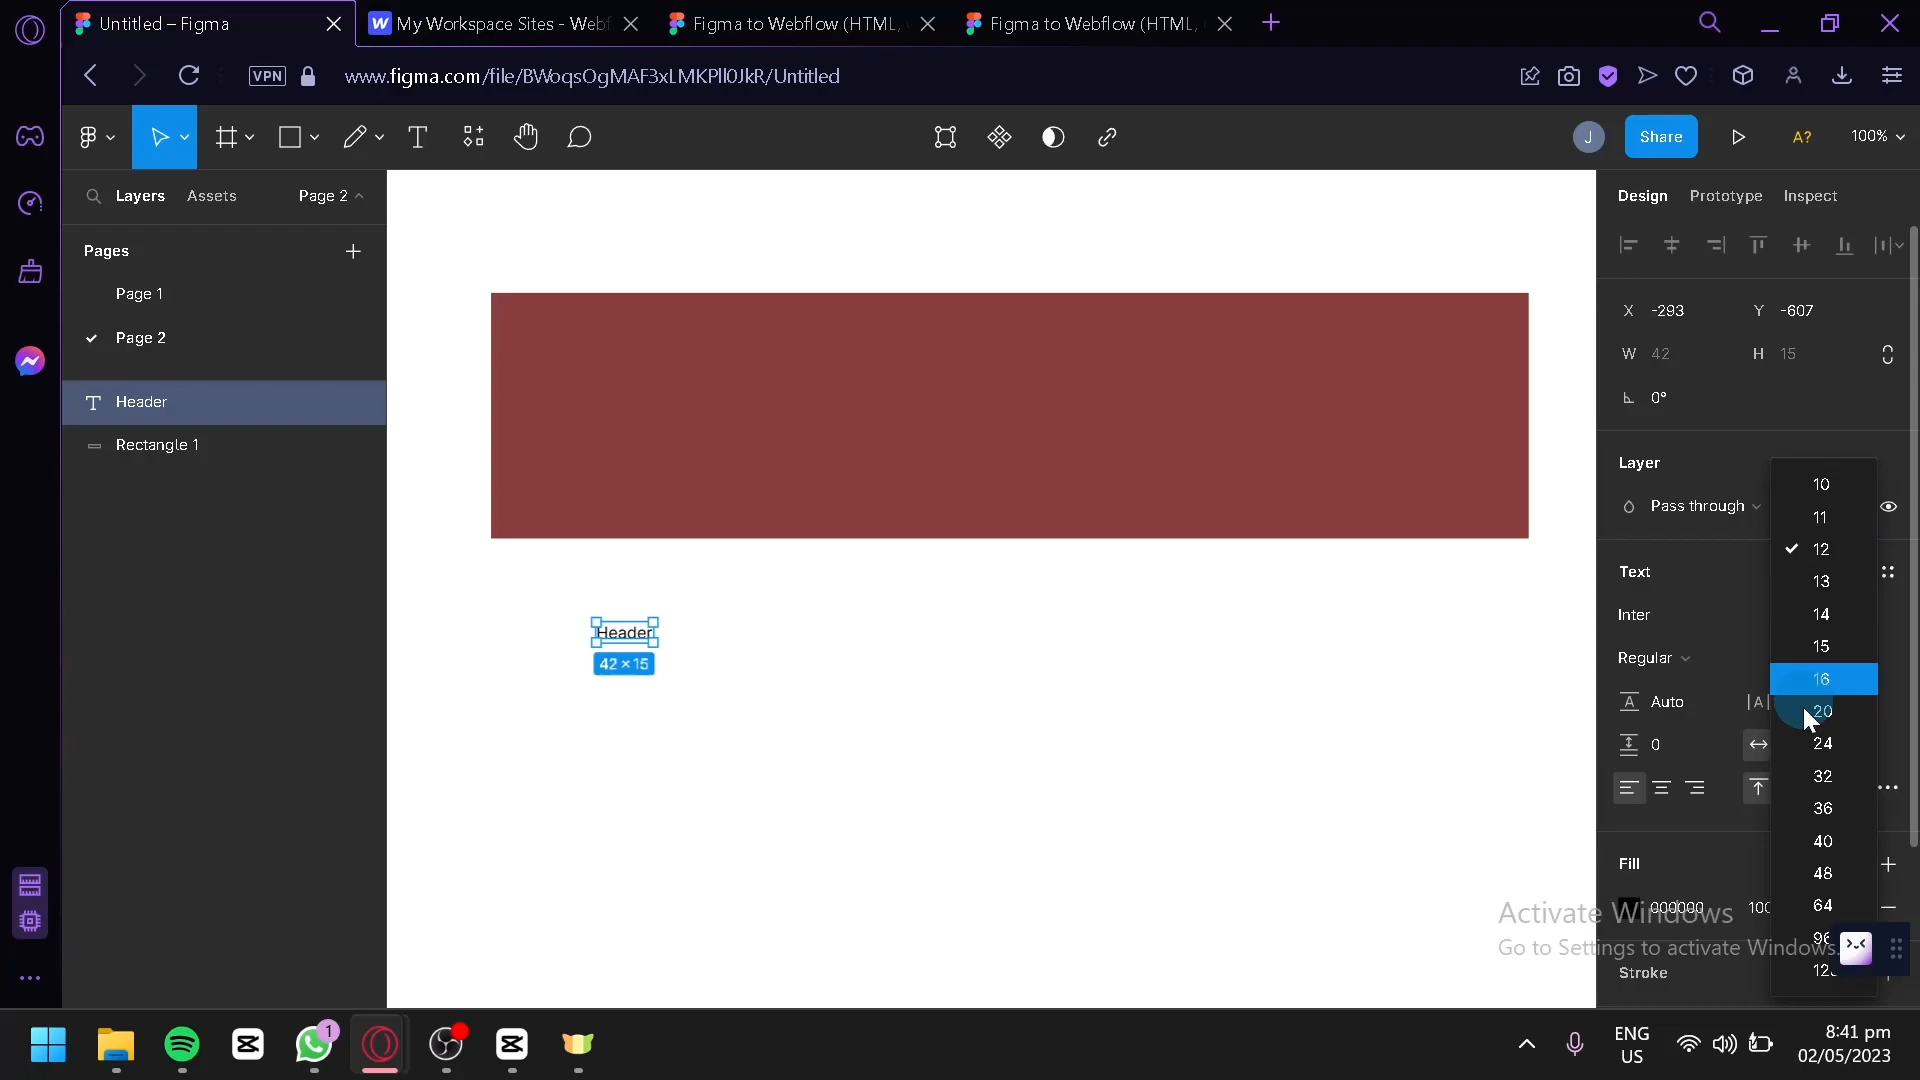 Untitled – Figma
My Workspace Sites - Webf
Figma to Webflow (HTML,
Figma to Webflow (HTML,
VPN
www.figma.com/file/BWoqsOgMAF3xLMKPll0JkR/Untitled
J
Share
A?
100%
Layers
Assets
Page 2
Design
Prototype
Inspect
Pages
Page 1
Page 2
Header
Rectangle 1
X -293
Y -607
W 42
H 15
0°
Layer
Pass through
Text
Inter
Regular
Auto
0
10
11
12
13
14
15
16
20
24
32
36
40
48
64
96
Header
42 × 15
Fill
000000
Stroke
Activate Windows
Go to Settings to activate Windows.
1
ENG
US
8:41 pm
02/05/2023